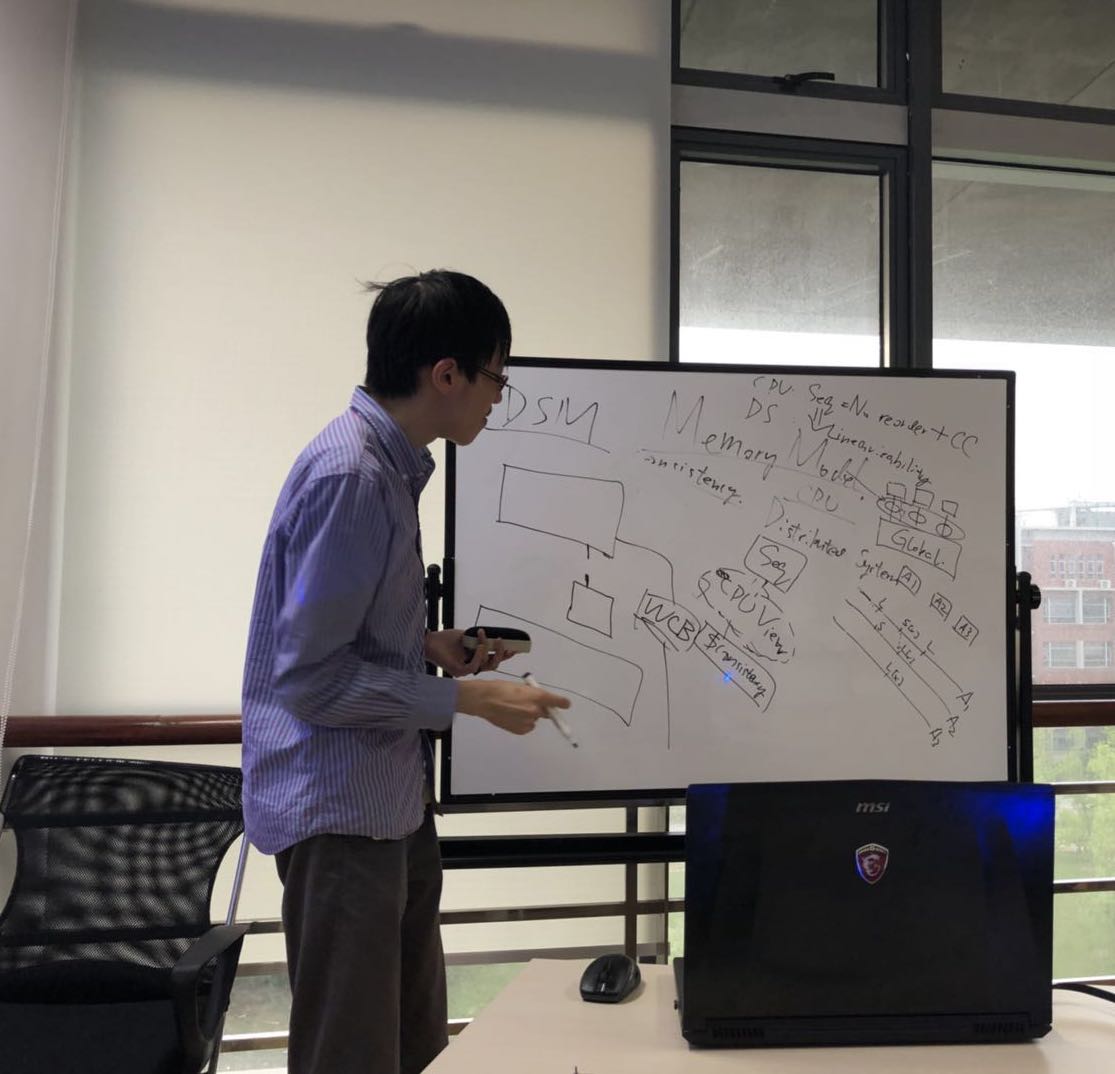 DSM
Memory Model.
Consistency.
CPU Seq = No reorder + CC
DS Linearizability
CPU
Distributed System
Global.
Seq
CPU View
WCB
$ Consistency
A1
A2
A3
L
S
S(x) L
L(x)
A1
A2
A3
msi